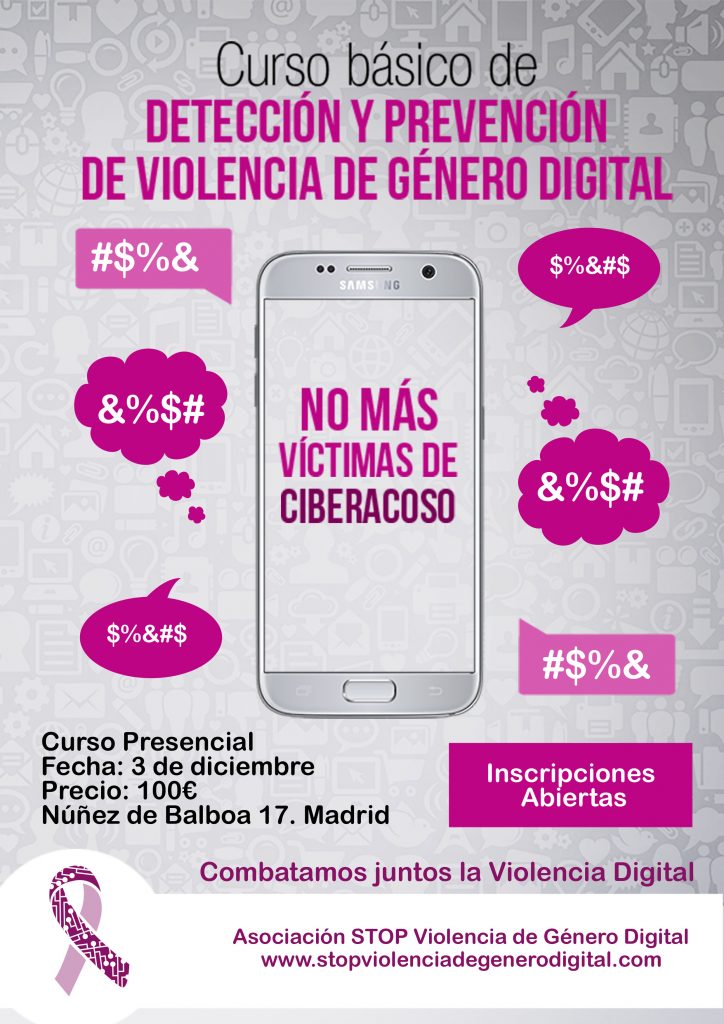 Curso básico de
DETECCIÓN Y PREVENCIÓN
DE VIOLENCIA DE GÉNERO DIGITAL
#$%&
$%&#$
SAMSUNG
&%$#
NO MÁS
VÍCTIMAS DE
CIBERACOSO
&%$#
$%&#$
#$%&
Curso Presencial
Fecha: 3 de diciembre
Precio: 100€
Núñez de Balboa 17. Madrid
Inscripciones
Abiertas
Combatamos juntos la Violencia Digital
Asociación STOP Violencia de Género Digital
www.stopviolenciadegenerodigital.com